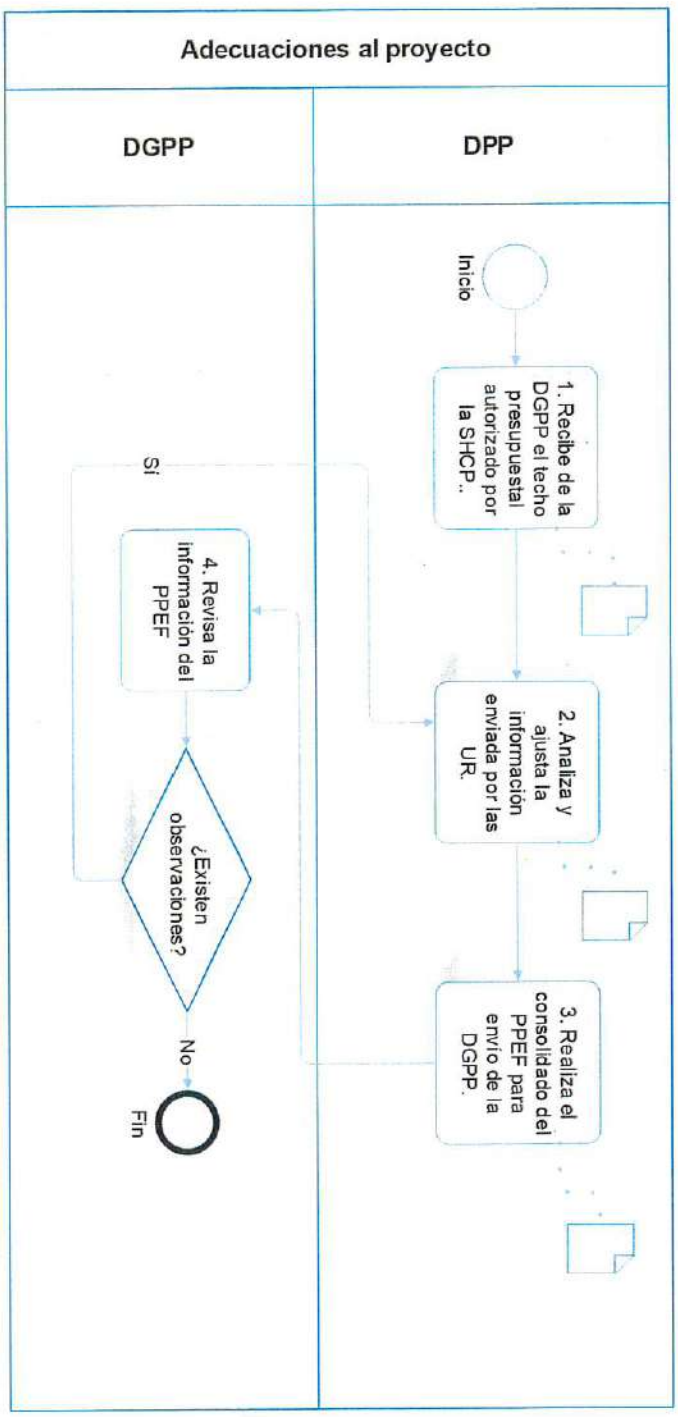 Adecuaciones al proyecto
DPP
DGPP
Inicio
1. Recibe de la
DGPP el techo
presupuestal
autorizado por
la SHCP..
2. Analiza y
ajusta la
información
enviada por las
UR.
3. Realiza el
consolidado del
PPEF para
envío de la
DGPP.
4. Revisa la
información del
PPEF
¿Existen
observaciones?
Sí
No
Fin